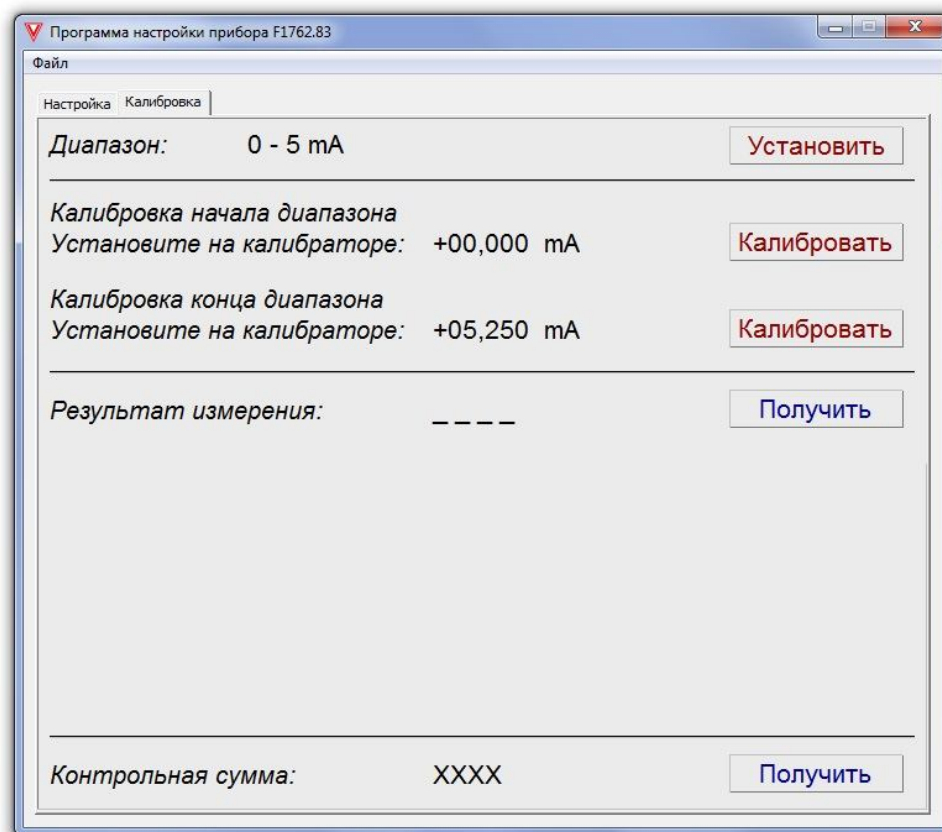 Программа настройки прибора F1762.83
Файл
Настройка Калибровка
Диапазон: 0 - 5 mA Установить
Калибровка начала диапазона
Установите на калибраторе: +00,000 mA Калибровать
Калибровка конца диапазона
Установите на калибраторе: +05,250 mA Калибровать
Результат измерения: _ _ _ _ Получить
Контрольная сумма: XXXX Получить